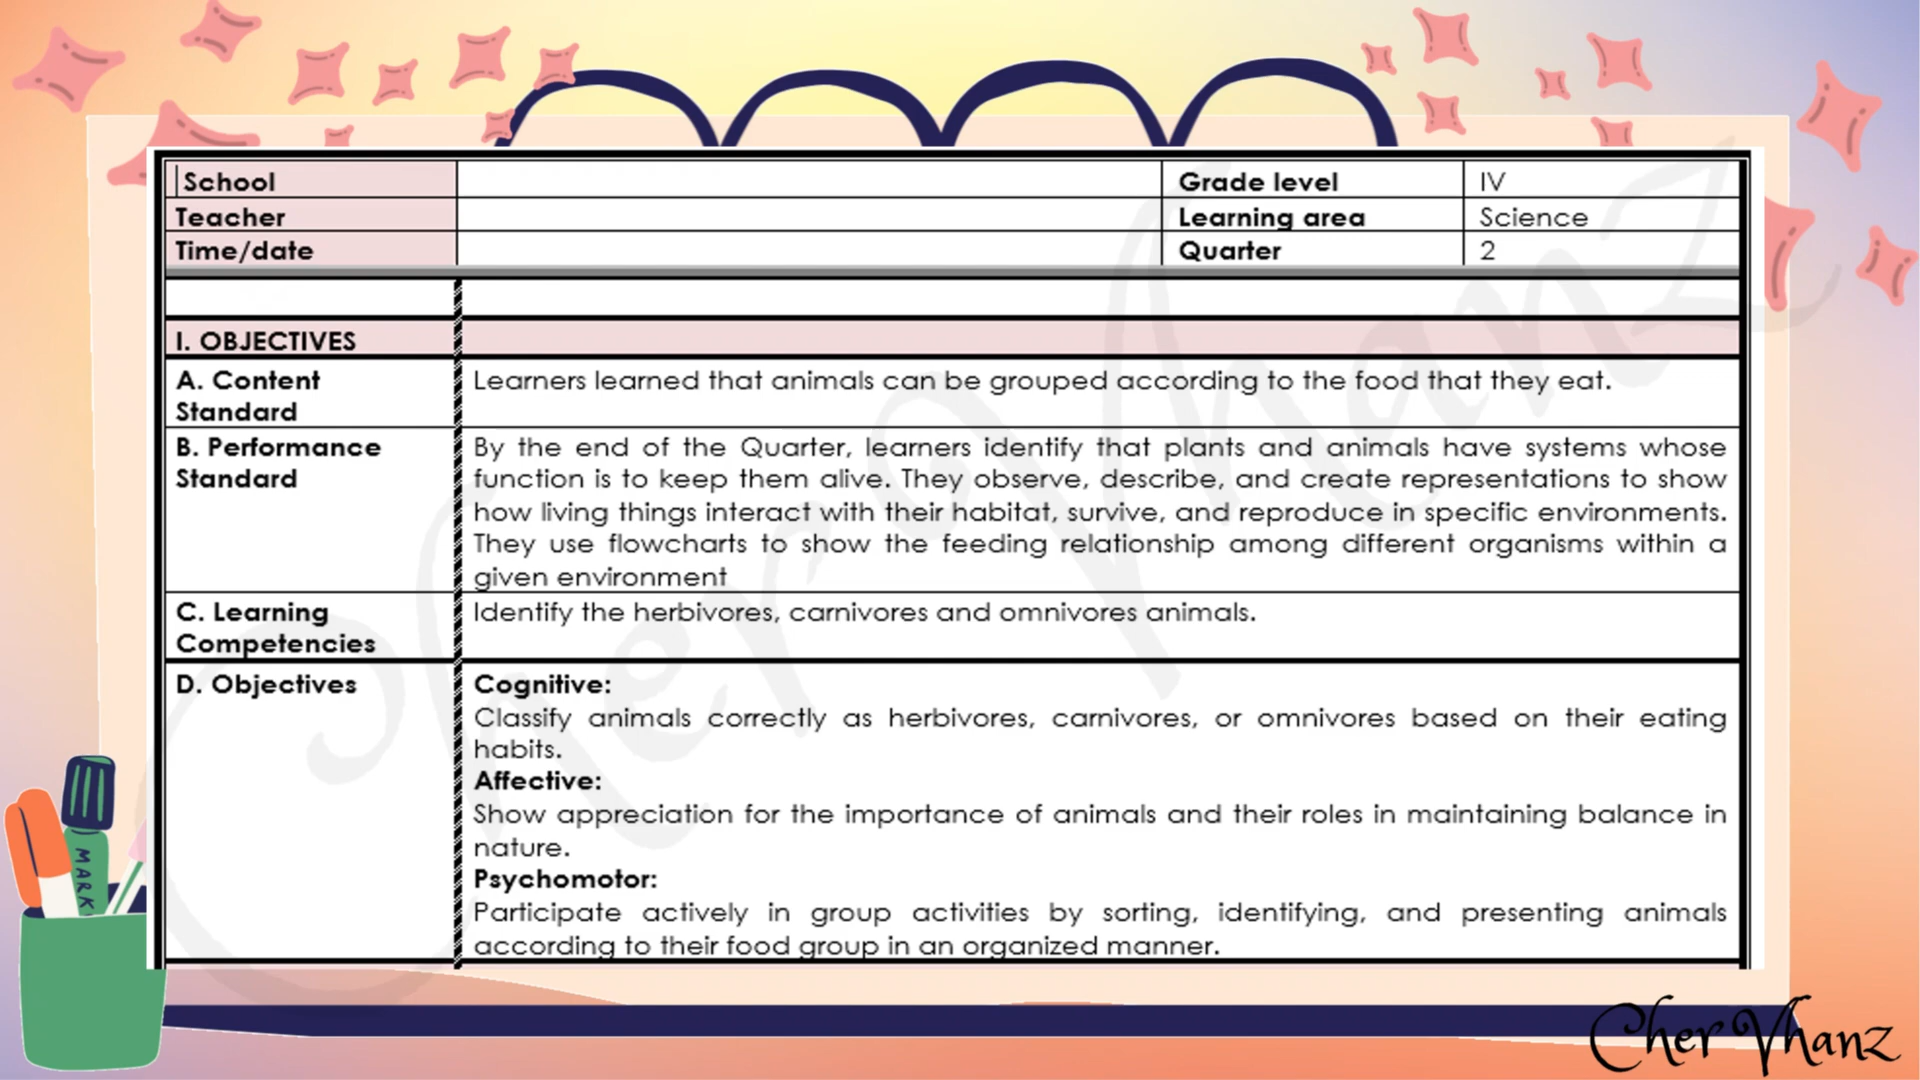 School Grade level IV
Teacher Learning area Science
Time/date Quarter 2
I. OBJECTIVES
A. Content
Standard
Learners learned that animals can be grouped according to the food that they eat.
B. Performance
Standard
By the end of the Quarter, learners identify that plants and animals have systems whose
function is to keep them alive. They observe, describe, and create representations to show
how living things interact with their habitat, survive, and reproduce in specific environments.
They use flowcharts to show the feeding relationship among different organisms within a
given environment
C. Learning
Competencies
Identify the herbivores, carnivores and omnivores animals.
D. Objectives
Cognitive:
Classify animals correctly as herbivores, carnivores, or omnivores based on their eating
habits.
Affective:
Show appreciation for the importance of animals and their roles in maintaining balance in
nature.
Psychomotor:
Participate actively in group activities by sorting, identifying, and presenting animals
according to their food group in an organized manner.
MARK
Cher Vhanz
Cher Vhanz